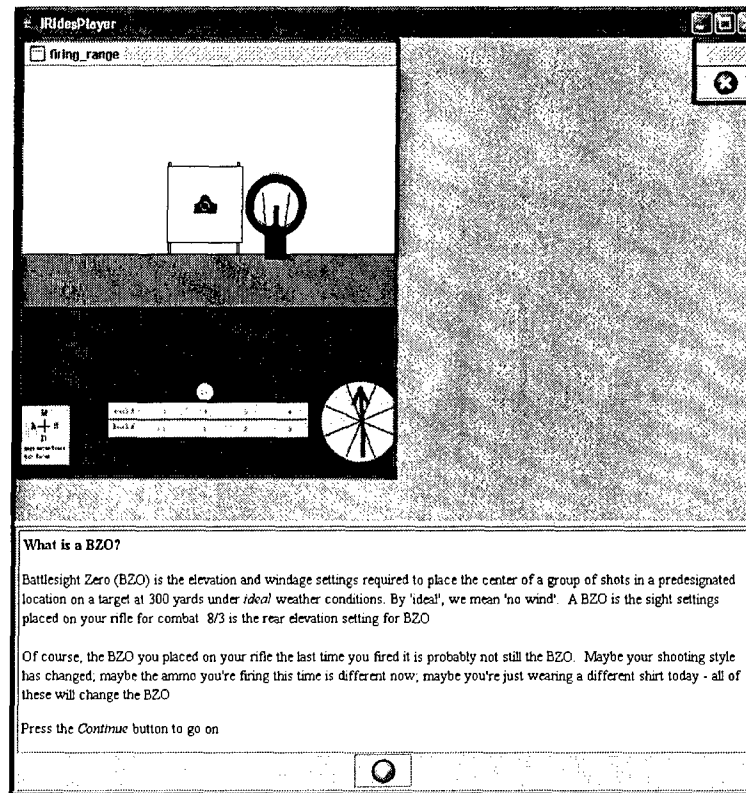 JRidesPlayer
firing_range
What is a BZO?
Battlesight Zero (BZO) is the elevation and windage settings required to place the center of a group of shots in a predesignated
location on a target at 300 yards under ideal weather conditions. By 'ideal', we mean 'no wind'. A BZO is the sight settings
placed on your rifle for combat 8/3 is the rear elevation setting for BZO
Of course, the BZO you placed on your rifle the last time you fired it is probably not still the BZO. Maybe your shooting style
has changed; maybe the ammo you're firing this time is different now; maybe you're just wearing a different shirt today - all of
these will change the BZO
Press the Continue button to go on